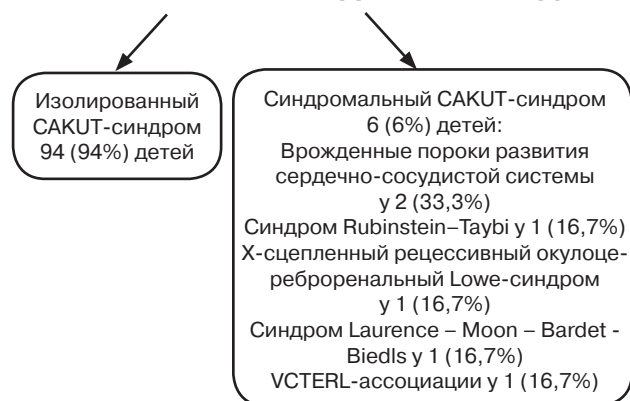 Изолированный
CAKUT-синдром
94 (94%) детей
Синдромальный CAKUT-синдром
6 (6%) детей:
Врожденные пороки развития
сердечно-сосудистой системы
у 2 (33,3%)
Синдром Rubinstein–Taybi у 1 (16,7%)
Х-сцепленный рецессивный окулоце-
реброренальный Lowe-синдром
у 1 (16,7%)
Синдром Laurence – Moon – Bardet -
Biedls у 1 (16,7%)
VCTERL-ассоциации у 1 (16,7%)